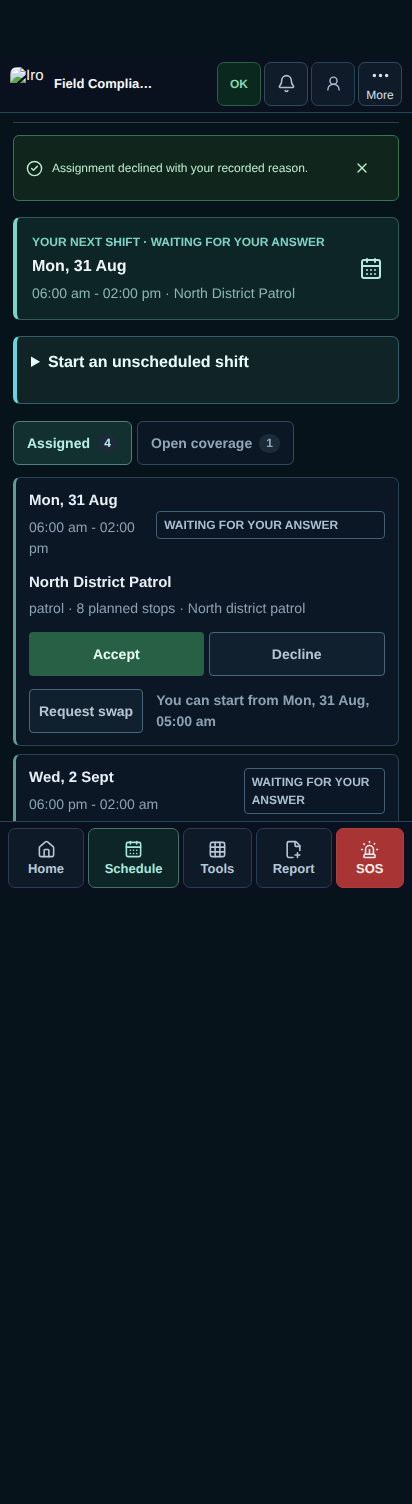 Iro
Field Complia...
OK
More
Assignment declined with your recorded reason.
YOUR NEXT SHIFT · WAITING FOR YOUR ANSWER
Mon, 31 Aug
06:00 am - 02:00 pm · North District Patrol
Start an unscheduled shift
Assigned 4
Open coverage 1
Mon, 31 Aug
06:00 am - 02:00
pm
WAITING FOR YOUR ANSWER
North District Patrol
patrol · 8 planned stops · North district patrol
Accept
Decline
Request swap
You can start from Mon, 31 Aug,
05:00 am
Wed, 2 Sept
06:00 pm - 02:00 am
WAITING FOR YOUR
ANSWER
Home
Schedule
Tools
Report
SOS